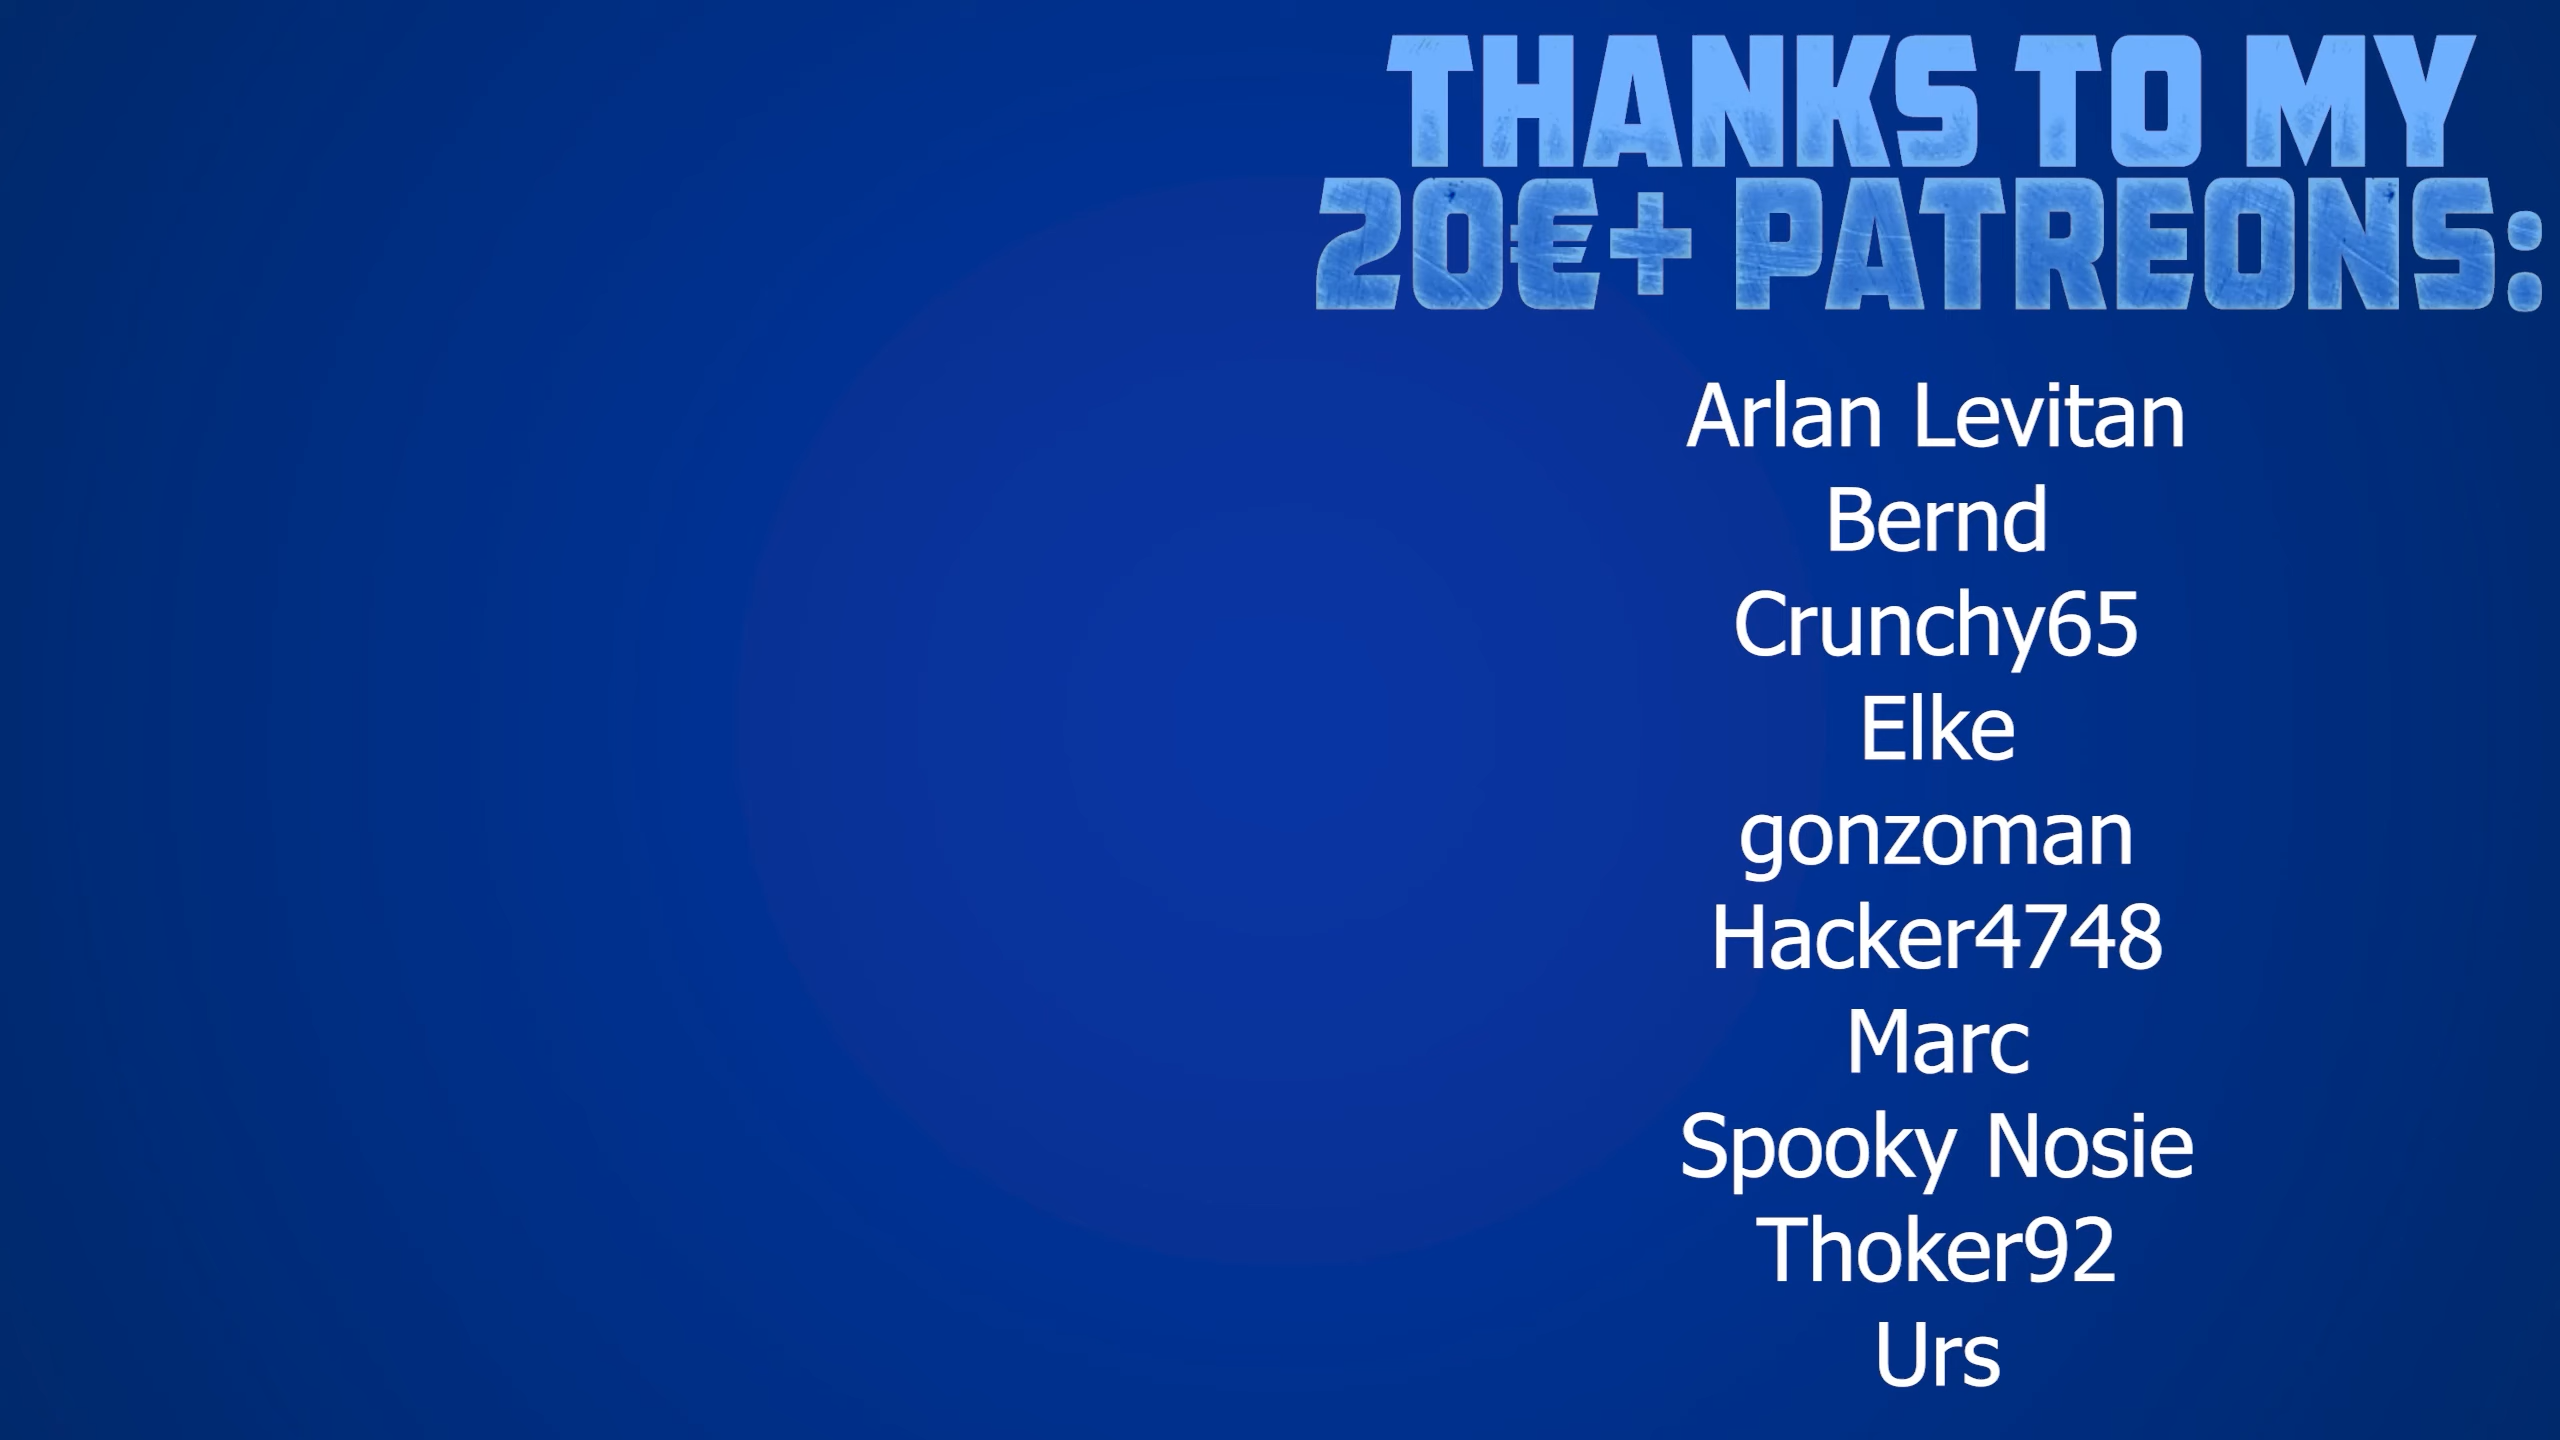 THANKS TO MY
20€+ PATREONS:
Arlan Levitan
Bernd
Crunchy65
Elke
gonzoman
Hacker4748
Marc
Spooky Nosie
Thoker92
Urs